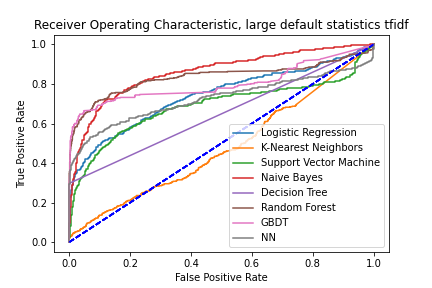 Receiver Operating Characteristic, large default statistics tfidf
1.0
0.8
0.6
0.4
0.2
0.0
True Positive Rate
Logistic Regression
K-Nearest Neighbors
Support Vector Machine
Naive Bayes
Decision Tree
Random Forest
GBDT
NN
0.0 0.2 0.4 0.6 0.8 1.0
False Positive Rate